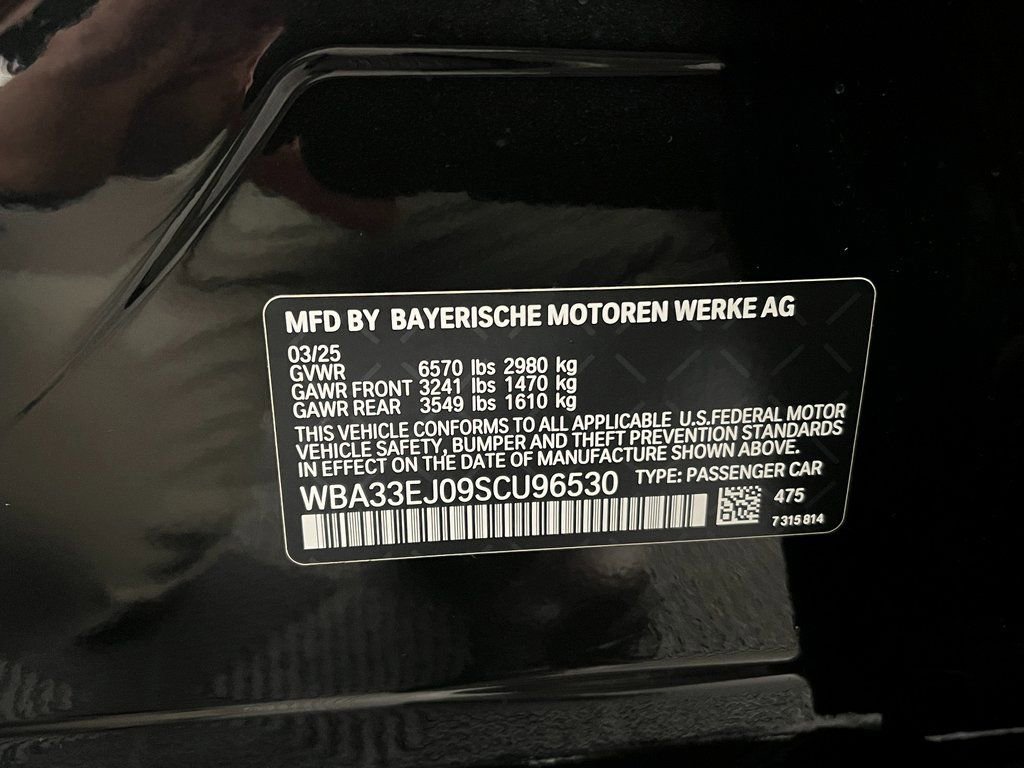 MFD BY BAYERISCHE MOTOREN WERKE AG
03/25
GVWR 6570 lbs 2980 kg
GAWR FRONT 3241 lbs 1470 kg
GAWR REAR 3549 lbs 1610 kg
THIS VEHICLE CONFORMS TO ALL APPLICABLE U.S.FEDERAL MOTOR
VEHICLE SAFETY, BUMPER AND THEFT PREVENTION STANDARDS
IN EFFECT ON THE DATE OF MANUFACTURE SHOWN ABOVE.
WBA33EJ09SCU96530 TYPE: PASSENGER CAR
475
7 315 814